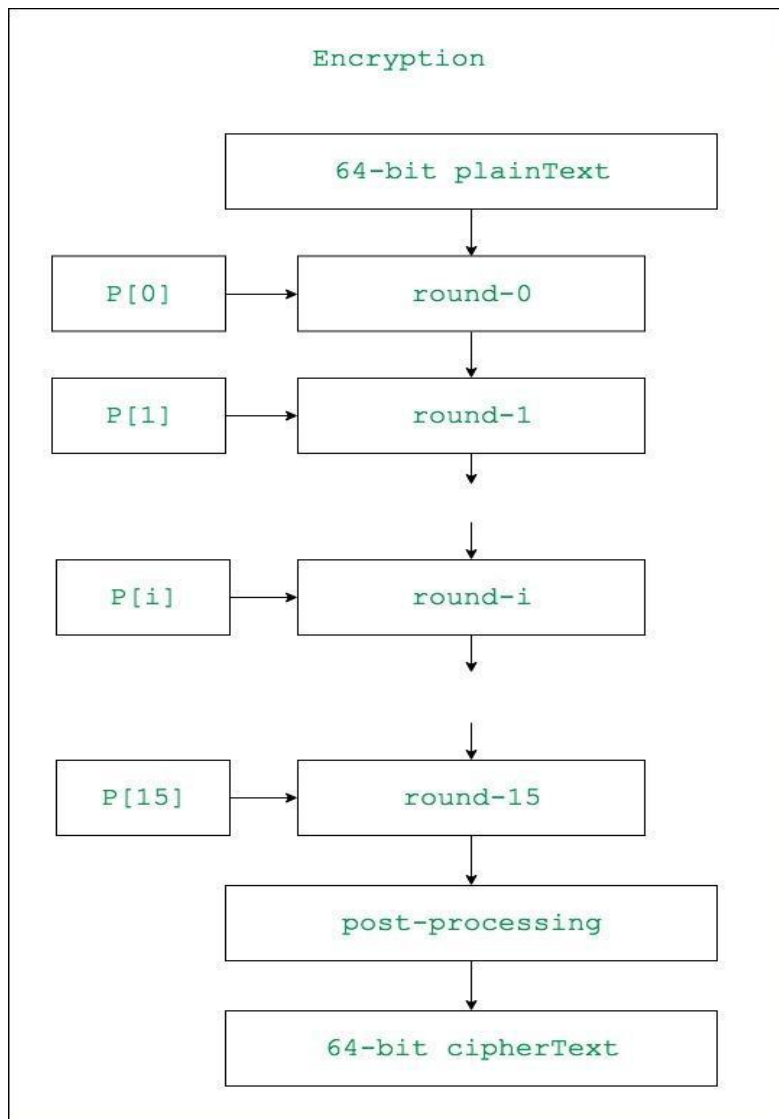 Encryption
64-bit plainText
P[0]
round-0
P[1]
round-1
P[i]
round-i
P[15]
round-15
post-processing
64-bit cipherText